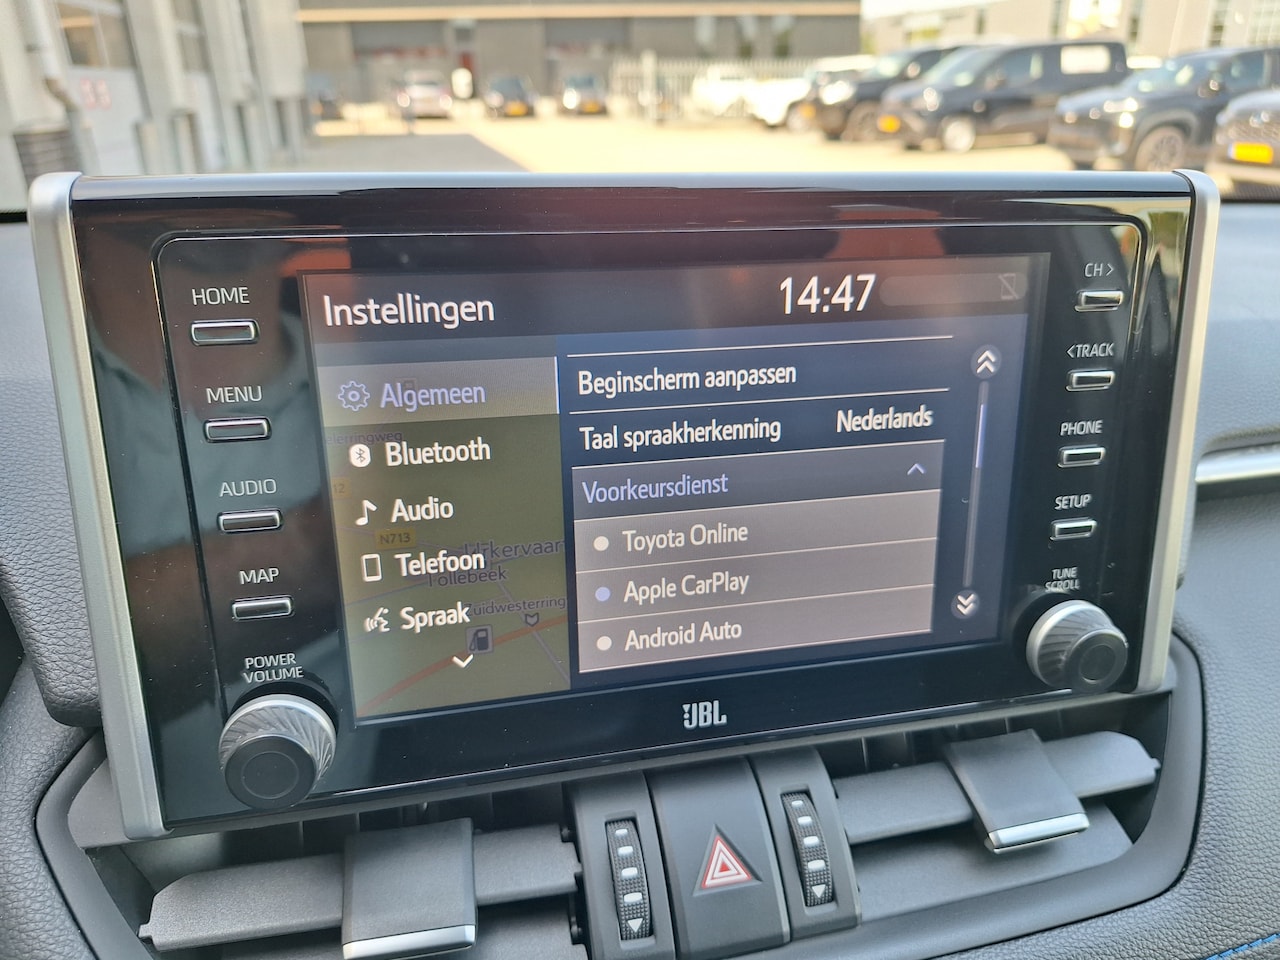 Instellingen
14:47
Algemeen
Bluetooth
Audio
Telefoon
Spraak
Beginscherm aanpassen
Taal spraakherkenning Nederlands
Voorkeursdienst
Toyota Online
Apple CarPlay
Android Auto
N713
Tollebeek
Zuidwesterring
HOME
MENU
AUDIO
MAP
POWER
VOLUME
CH >
< TRACK
PHONE
SETUP
TUNE
SCROLL
JBL